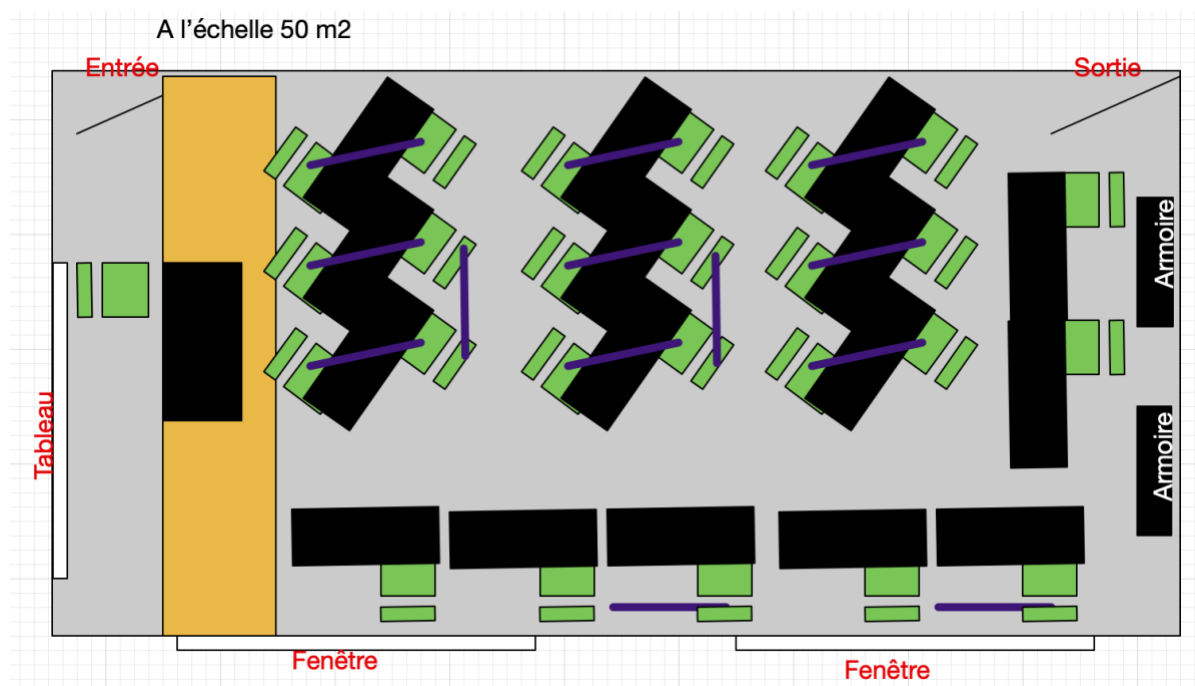 A l’échelle 50 m2
Entrée
Sortie
Armoire
Tableau
Armoire
Fenêtre
Fenêtre